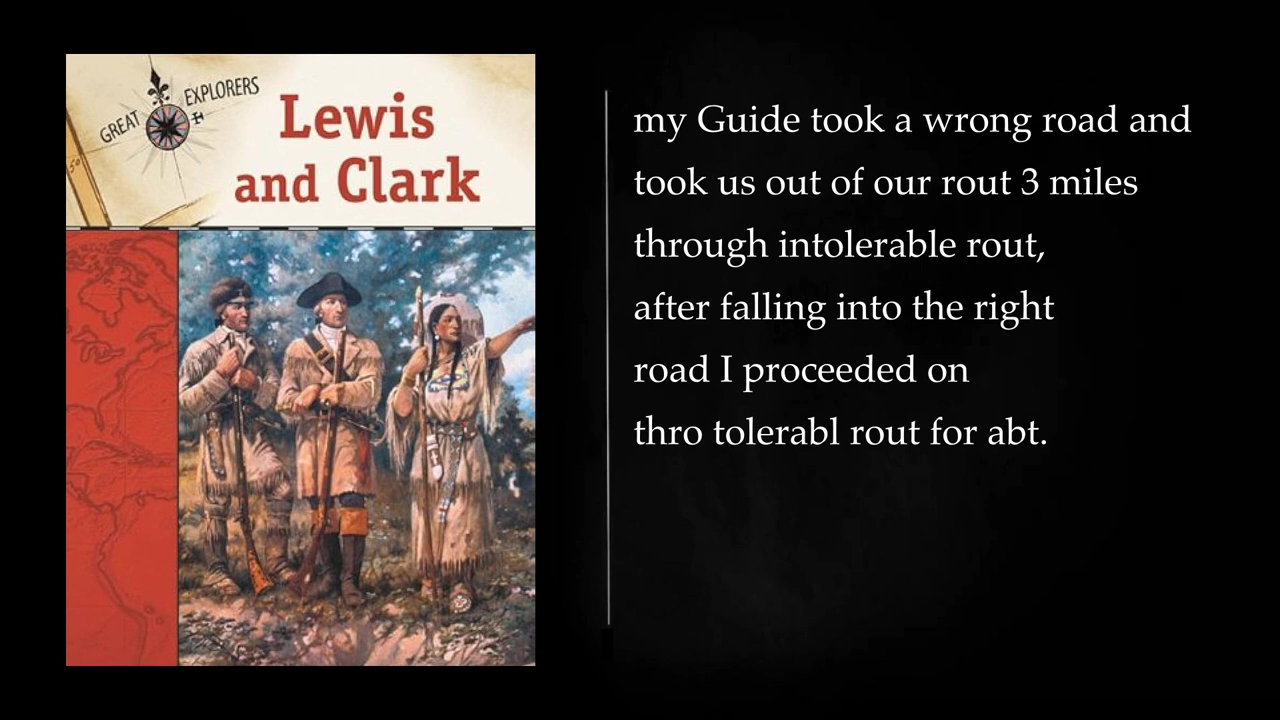 GREAT EXPLORERS
Lewis
and Clark
my Guide took a wrong road and
took us out of our rout 3 miles
through intolerable rout,
after falling into the right
road I proceeded on
thro tolerabl rout for abt.